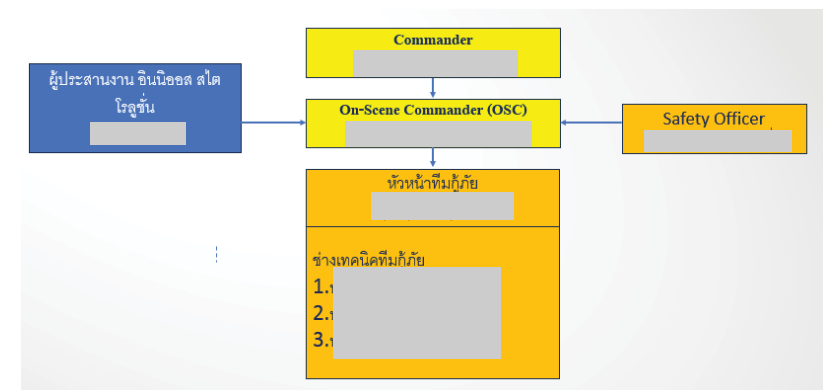 Commander
ผู้ประสานงาน อินนีออส สไต
โรลูชั่น
On-Scene Commander (OSC)
Safety Officer
หัวหน้าทีมกู้ภัย
ช่างเทคนิคทีมกู้ภัย
1.
2.
3.